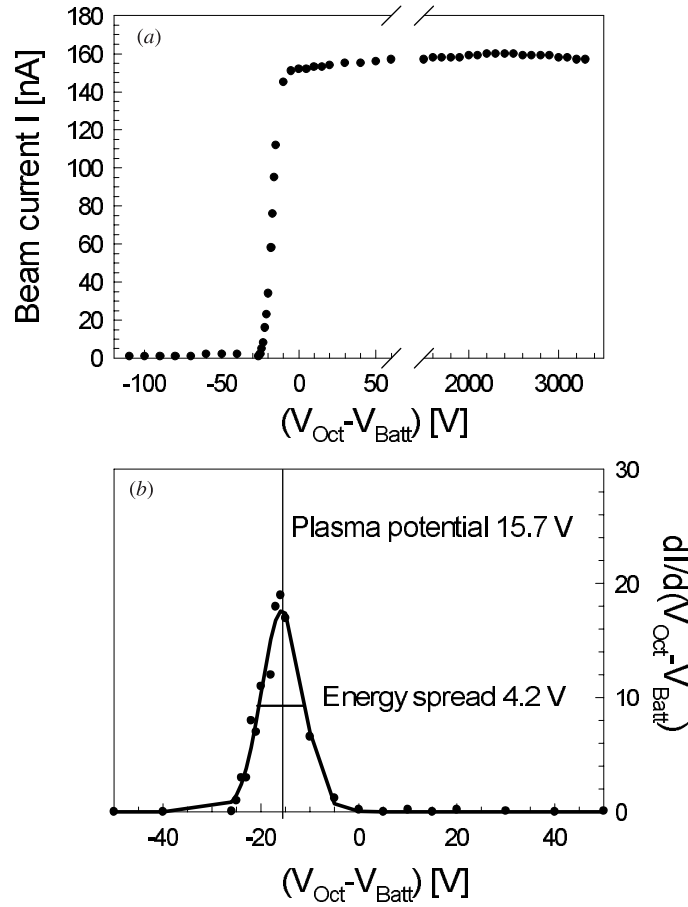 (a)
180
160
140
120
100
80
60
40
20
0
Beam current I [nA]
-100 -50 0 50 2000 3000
(V_Oct-V_Batt) [V]
(b)
30
Plasma potential 15.7 V
20
Energy spread 4.2 V
10
0
dI/d(V_Oct-V_Batt)
-40 -20 0 20 40
(V_Oct-V_Batt) [V]